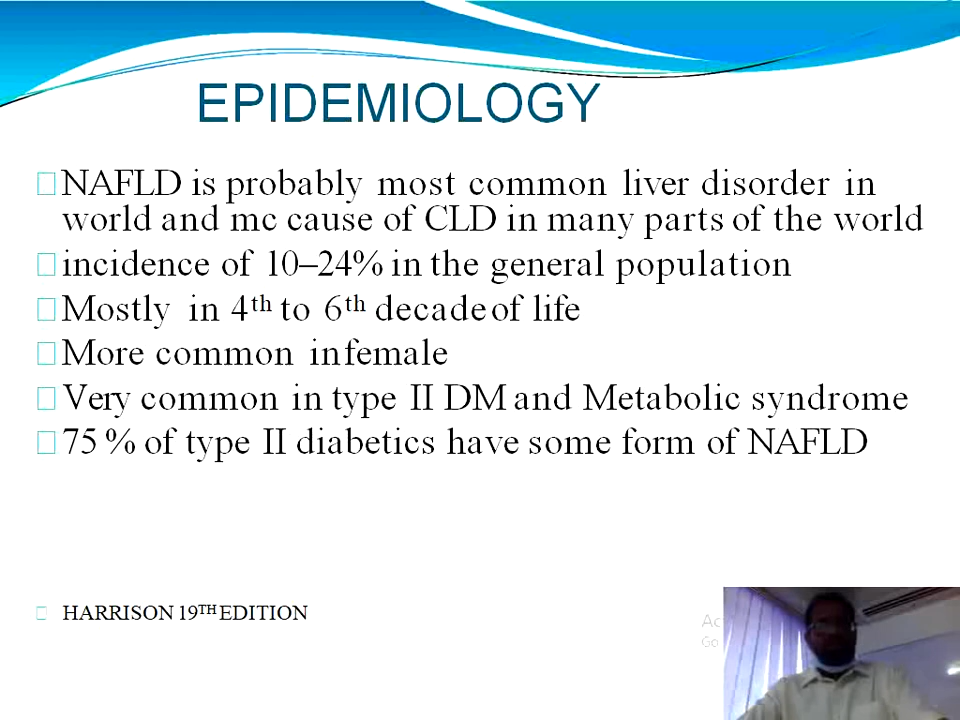 EPIDEMIOLOGY
NAFLD is probably most common liver disorder in
world and mc cause of CLD in many parts of the world
incidence of 10–24% in the general population
Mostly in 4th to 6th decade of life
More common in female
Very common in type II DM and Metabolic syndrome
75 % of type II diabetics have some form of NAFLD
HARRISON 19TH EDITION
Go